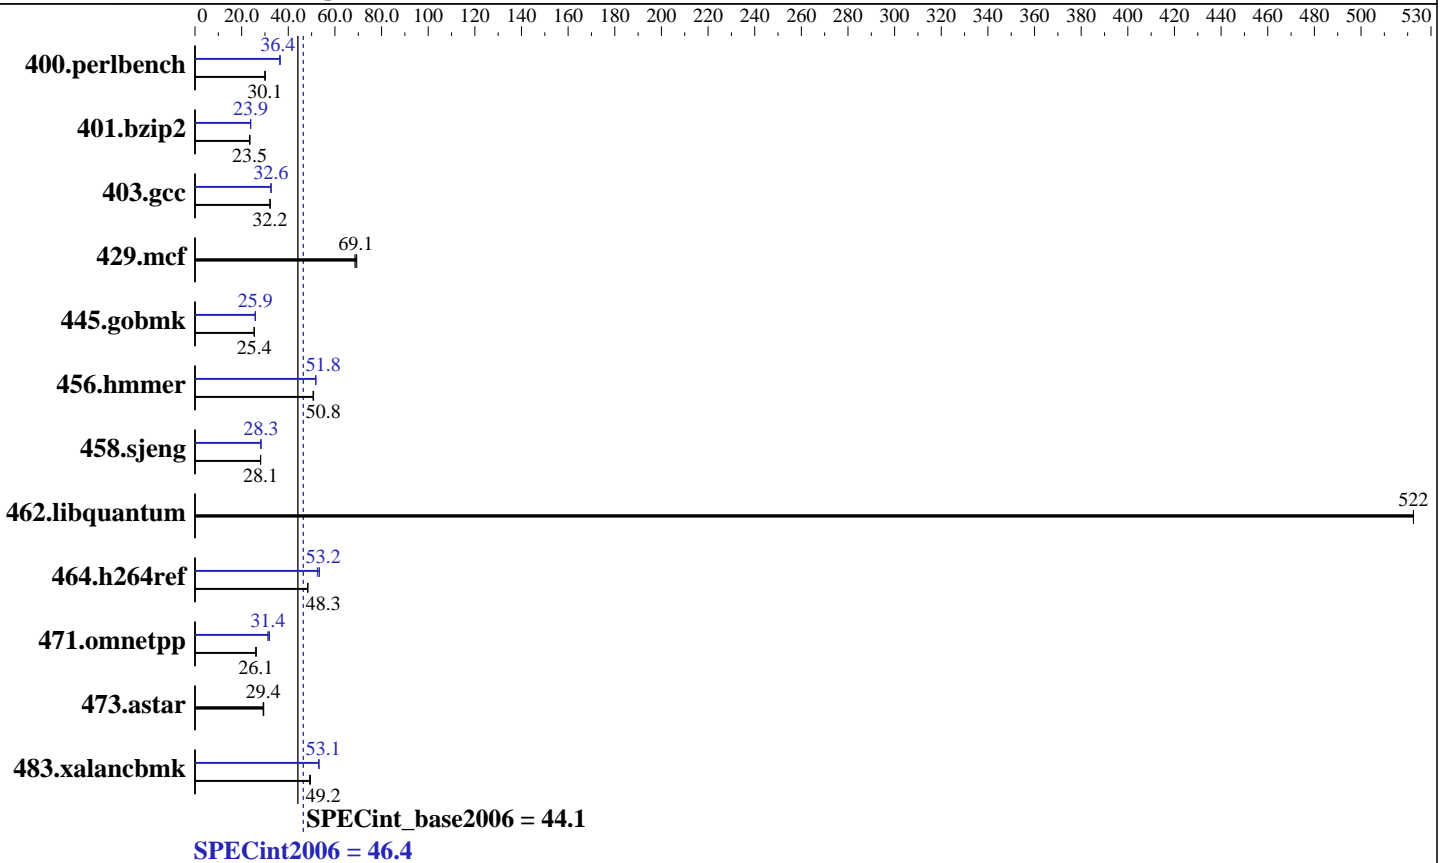 0 20.0 40.0 60.0 80.0 100 120 140 160 180 200 220 240 260 280 300 320 340 360 380 400 420 440 460 480 500 530
36.4
400.perlbench
30.1
23.9
401.bzip2
23.5
32.6
403.gcc
32.2
69.1
429.mcf
25.9
445.gobmk
25.4
51.8
456.hmmer
50.8
28.3
458.sjeng
28.1
522
462.libquantum
53.2
464.h264ref
48.3
31.4
471.omnetpp
26.1
29.4
473.astar
53.1
483.xalancbmk
49.2
SPECint_base2006 = 44.1
SPECint2006 = 46.4